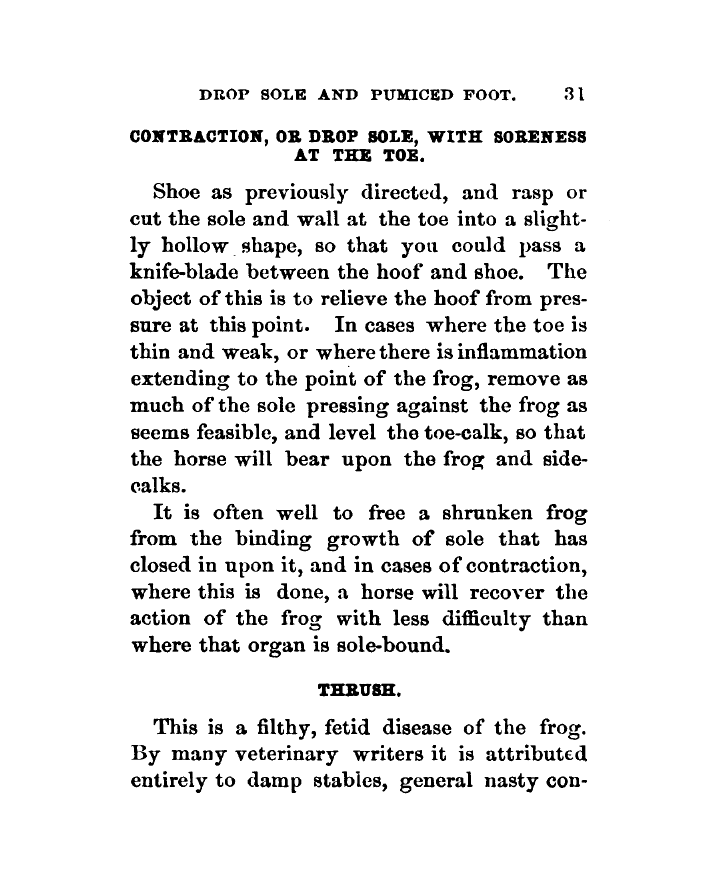 DROP SOLE AND PUMICED FOOT. 31
CONTRACTION, OR DROP SOLE, WITH SORENESS
AT THE TOE.
Shoe as previously directed, and rasp or
cut the sole and wall at the toe into a slight-
ly hollow shape, so that you could pass a
knife-blade between the hoof and shoe. The
object of this is to relieve the hoof from pres-
sure at this point. In cases where the toe is
thin and weak, or where there is inflammation
extending to the point of the frog, remove as
much of the sole pressing against the frog as
seems feasible, and level the toe-calk, so that
the horse will bear upon the frog and side-
calks.
It is often well to free a shrunken frog
from the binding growth of sole that has
closed in upon it, and in cases of contraction,
where this is done, a horse will recover the
action of the frog with less difficulty than
where that organ is sole-bound.
THRUSH.
This is a filthy, fetid disease of the frog.
By many veterinary writers it is attributed
entirely to damp stables, general nasty con-